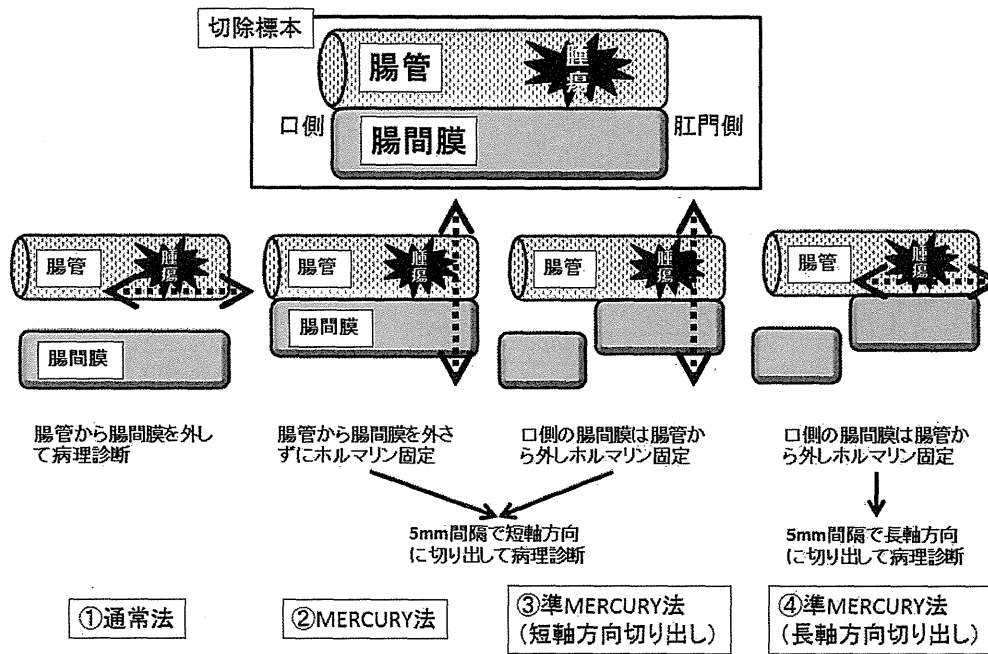 切除標本
腸管
腫瘍
口側
肛門側
腸間膜
腸管
腫瘍
腸間膜
腸管から腸間膜を外し
て病理診断
①通常法
腸管
腫瘍
腸間膜
腸管から腸間膜を外さ
ずにホルマリン固定
②MERCURY法
腸管
腫瘍
口側の腸間膜は腸管か
ら外しホルマリン固定
5mm間隔で短軸方向
に切り出して病理診断
③準MERCURY法
(短軸方向切り出し)
腸管
腫瘍
口側の腸間膜は腸管か
ら外しホルマリン固定
5mm間隔で長軸方向
に切り出して病理診断
④準MERCURY法
(長軸方向切り出し)